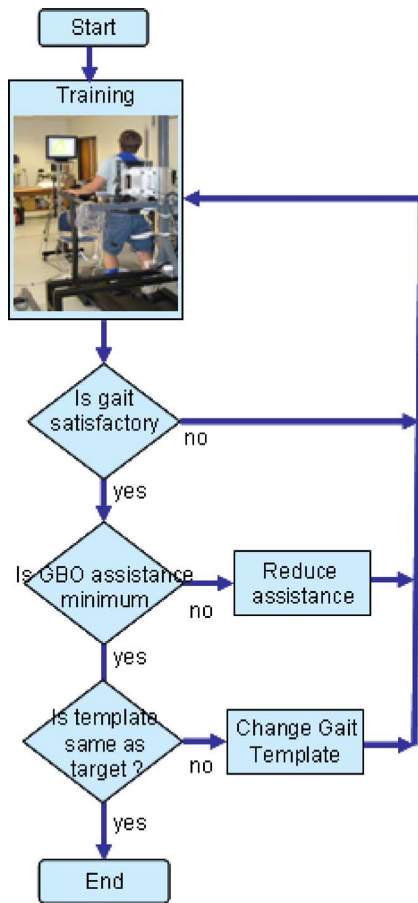 Start
Training
Is gait
satisfactory
no
yes
Is GBO assistance
minimum
no
Reduce
assistance
yes
Is template
same as
target ?
no
Change Gait
Template
yes
End